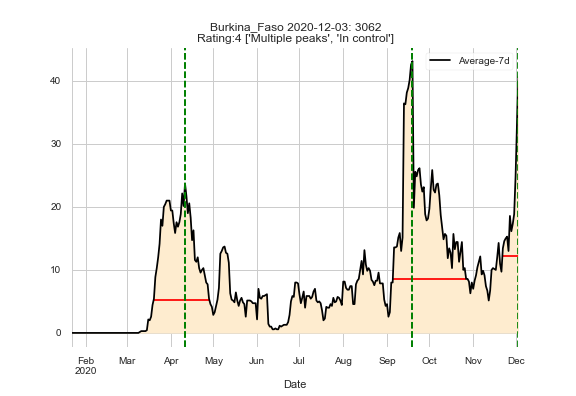 Burkina_Faso 2020-12-03: 3062
Rating:4 ['Multiple peaks', 'In control']
Average-7d
40
30
20
10
0
Feb Mar Apr May Jun Jul Aug Sep Oct Nov Dec
2020
Date